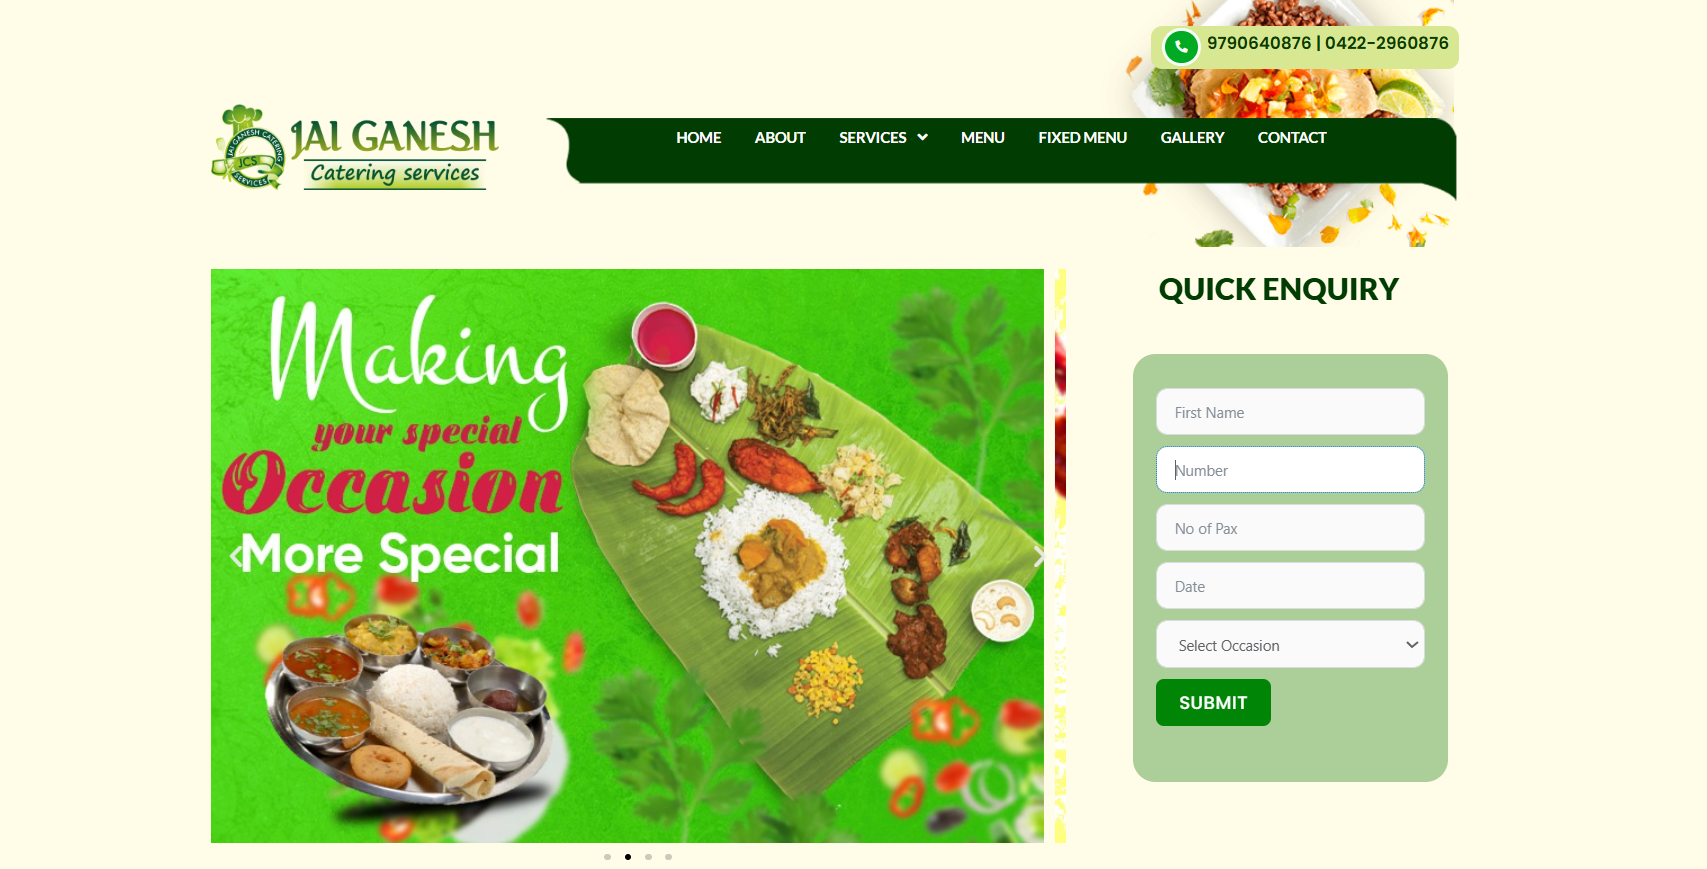 9790640876 | 0422-2960876
JAI GANESH CATERING
JCS
SERVICES
JAI GANESH
Catering services
HOME ABOUT SERVICES MENU FIXED MENU GALLERY CONTACT
Making
your special
Occasion
More Special
QUICK ENQUIRY
First Name
Number
No of Pax
Date
Select Occasion
SUBMIT